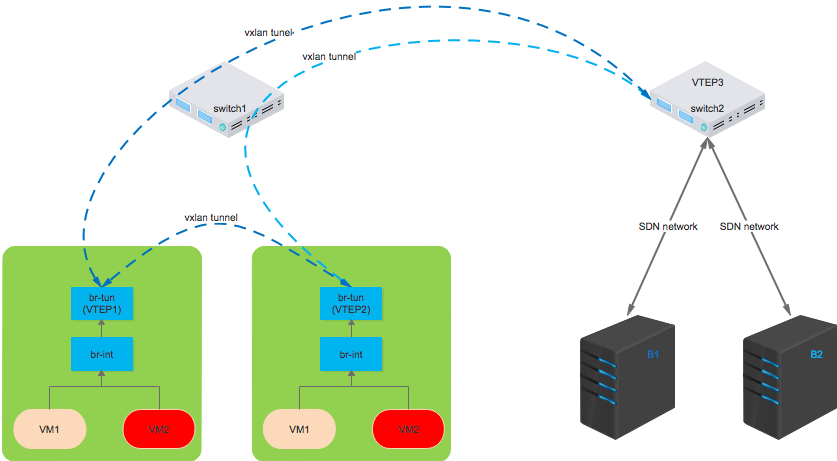 vxlan tunel
vxlan tunnel
VTEP3
switch1
switch2
vxlan tunnel
SDN network
SDN network
br-tun
(VTEP1)
br-tun
(VTEP2)
br-int
br-int
B1
B2
VM1
VM2
VM1
VM2